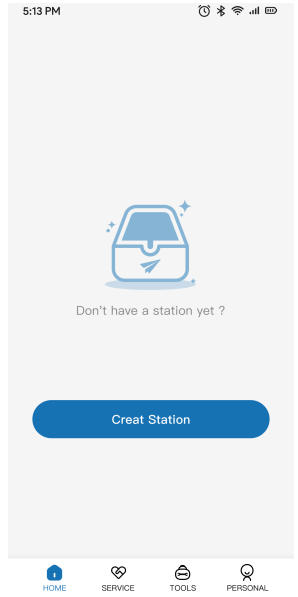 5:13 PM
Don't have a station yet ?
Creat Station
HOME SERVICE TOOLS PERSONAL